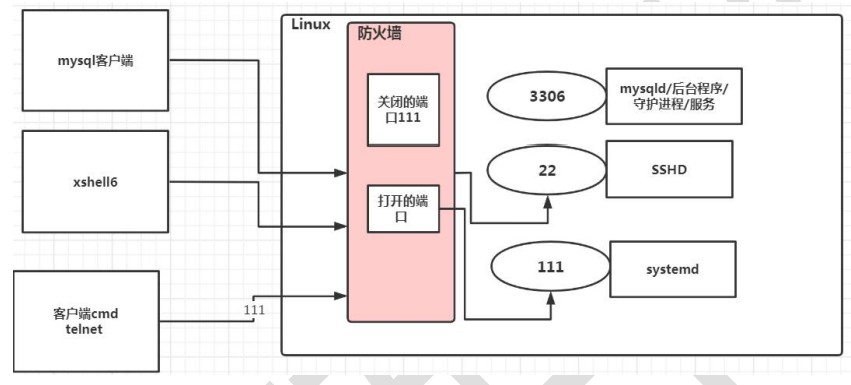 Linux
防火墙
mysql客户端
关闭的端
口111
3306
mysqld/后台程序/
守护进程/服务
xshell6
22
SSHD
打开的端
口
111
systemd
客户端cmd
telnet
111